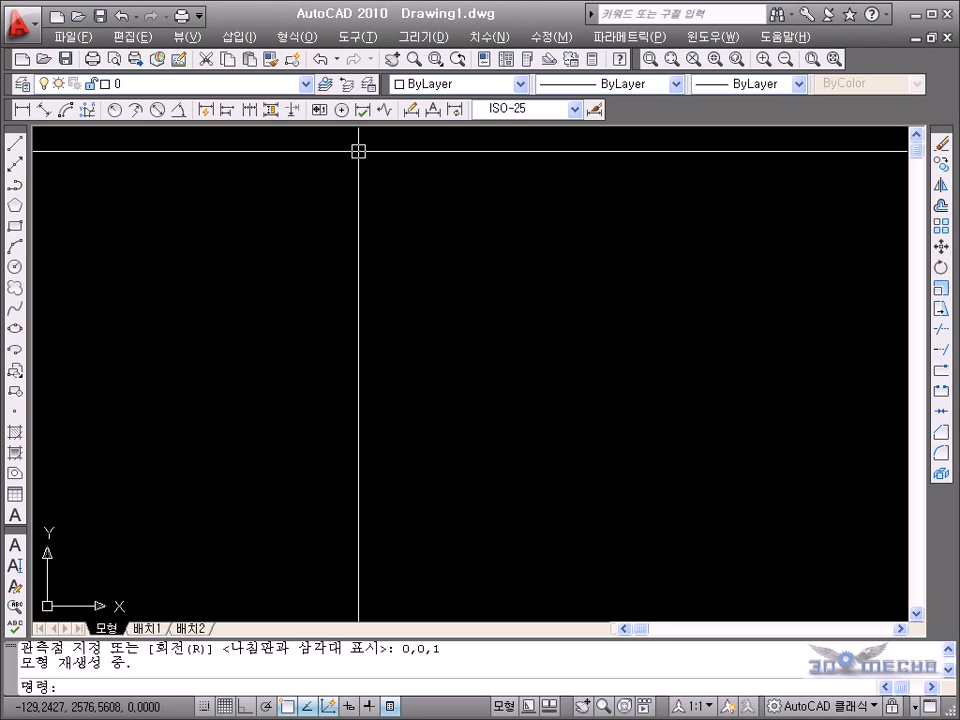 AutoCAD 2010 Drawing1.dwg
키워드 또는 구절 입력
파일(F) 편집(E) 뷰(V) 삽입(I) 형식(O) 도구(T) 그리기(D) 치수(N) 수정(M) 파라메트릭(P) 윈도우(W) 도움말(H)
0 ByLayer ByLayer ByLayer ByColor
ISO-25
Y
X
모형 배치1 배치2
관측점 지정 또는 [회전(R)] <나침판과 삼각대 표시>: 0,0,1
모형 재생성 중.
3D MECHA
명령:
-129,2427, 2576,5608, 0,0000 모형 1:1 AutoCAD 클래식